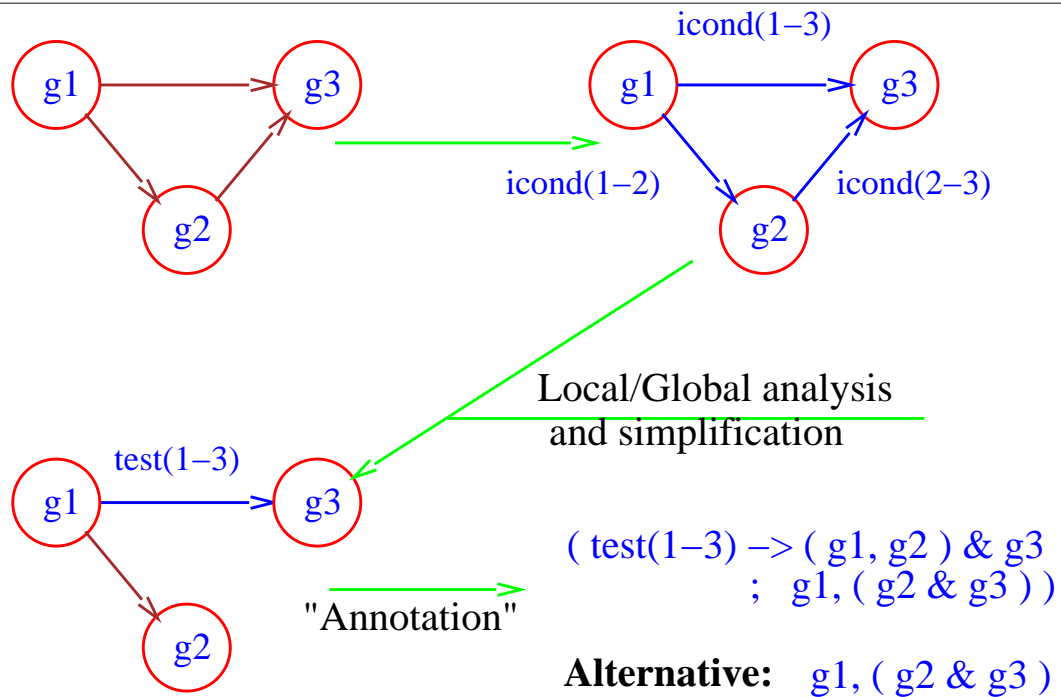 icond(1−3)
g1
g3
g1
g3
icond(1−2)
icond(2−3)
g2
g2
Local/Global analysis
and simplification
test(1−3)
g1
g3
( test(1−3) −> ( g1, g2 ) & g3
; g1, ( g2 & g3 ) )
"Annotation"
g2
Alternative: g1, ( g2 & g3 )